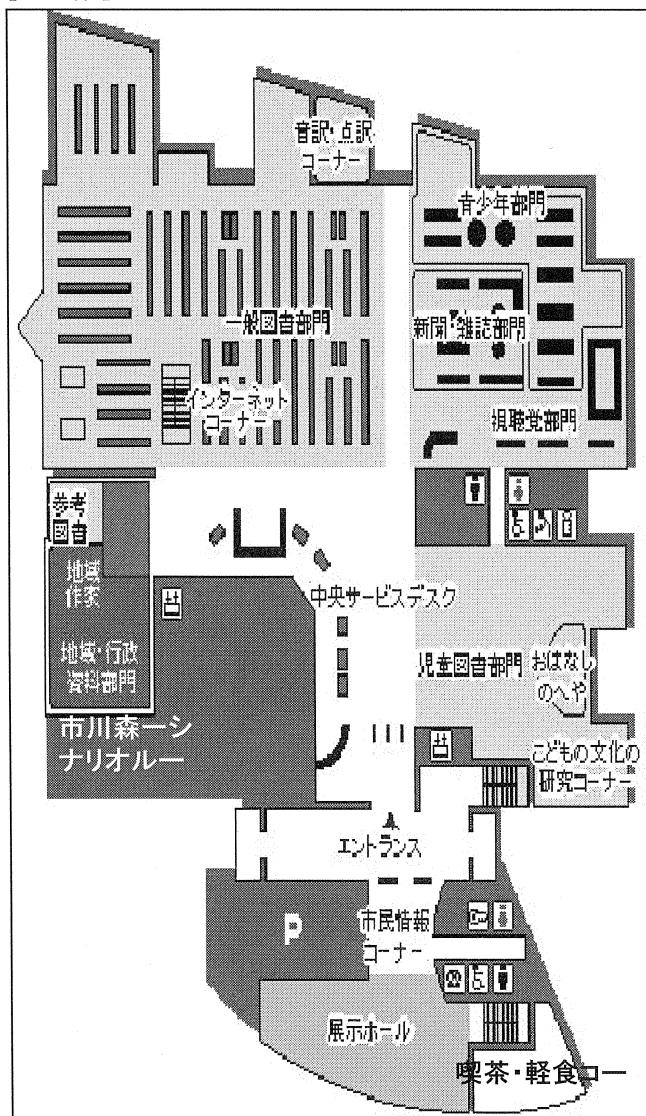 音訳・点訳
コーナー
青少年部門
一般図書部門
新聞・雑誌部門
インターネット
コーナー
視聴覚部門
参考
図書
地域
作家
中央サービスデスク
地域・行政
資料部門
児童図書部門
おはなし
のへや
市川森一シ
ナリオルー
こどもの文化の
研究コーナー
エントランス
P
市民情報
コーナー
展示ホール
喫茶・軽食コー